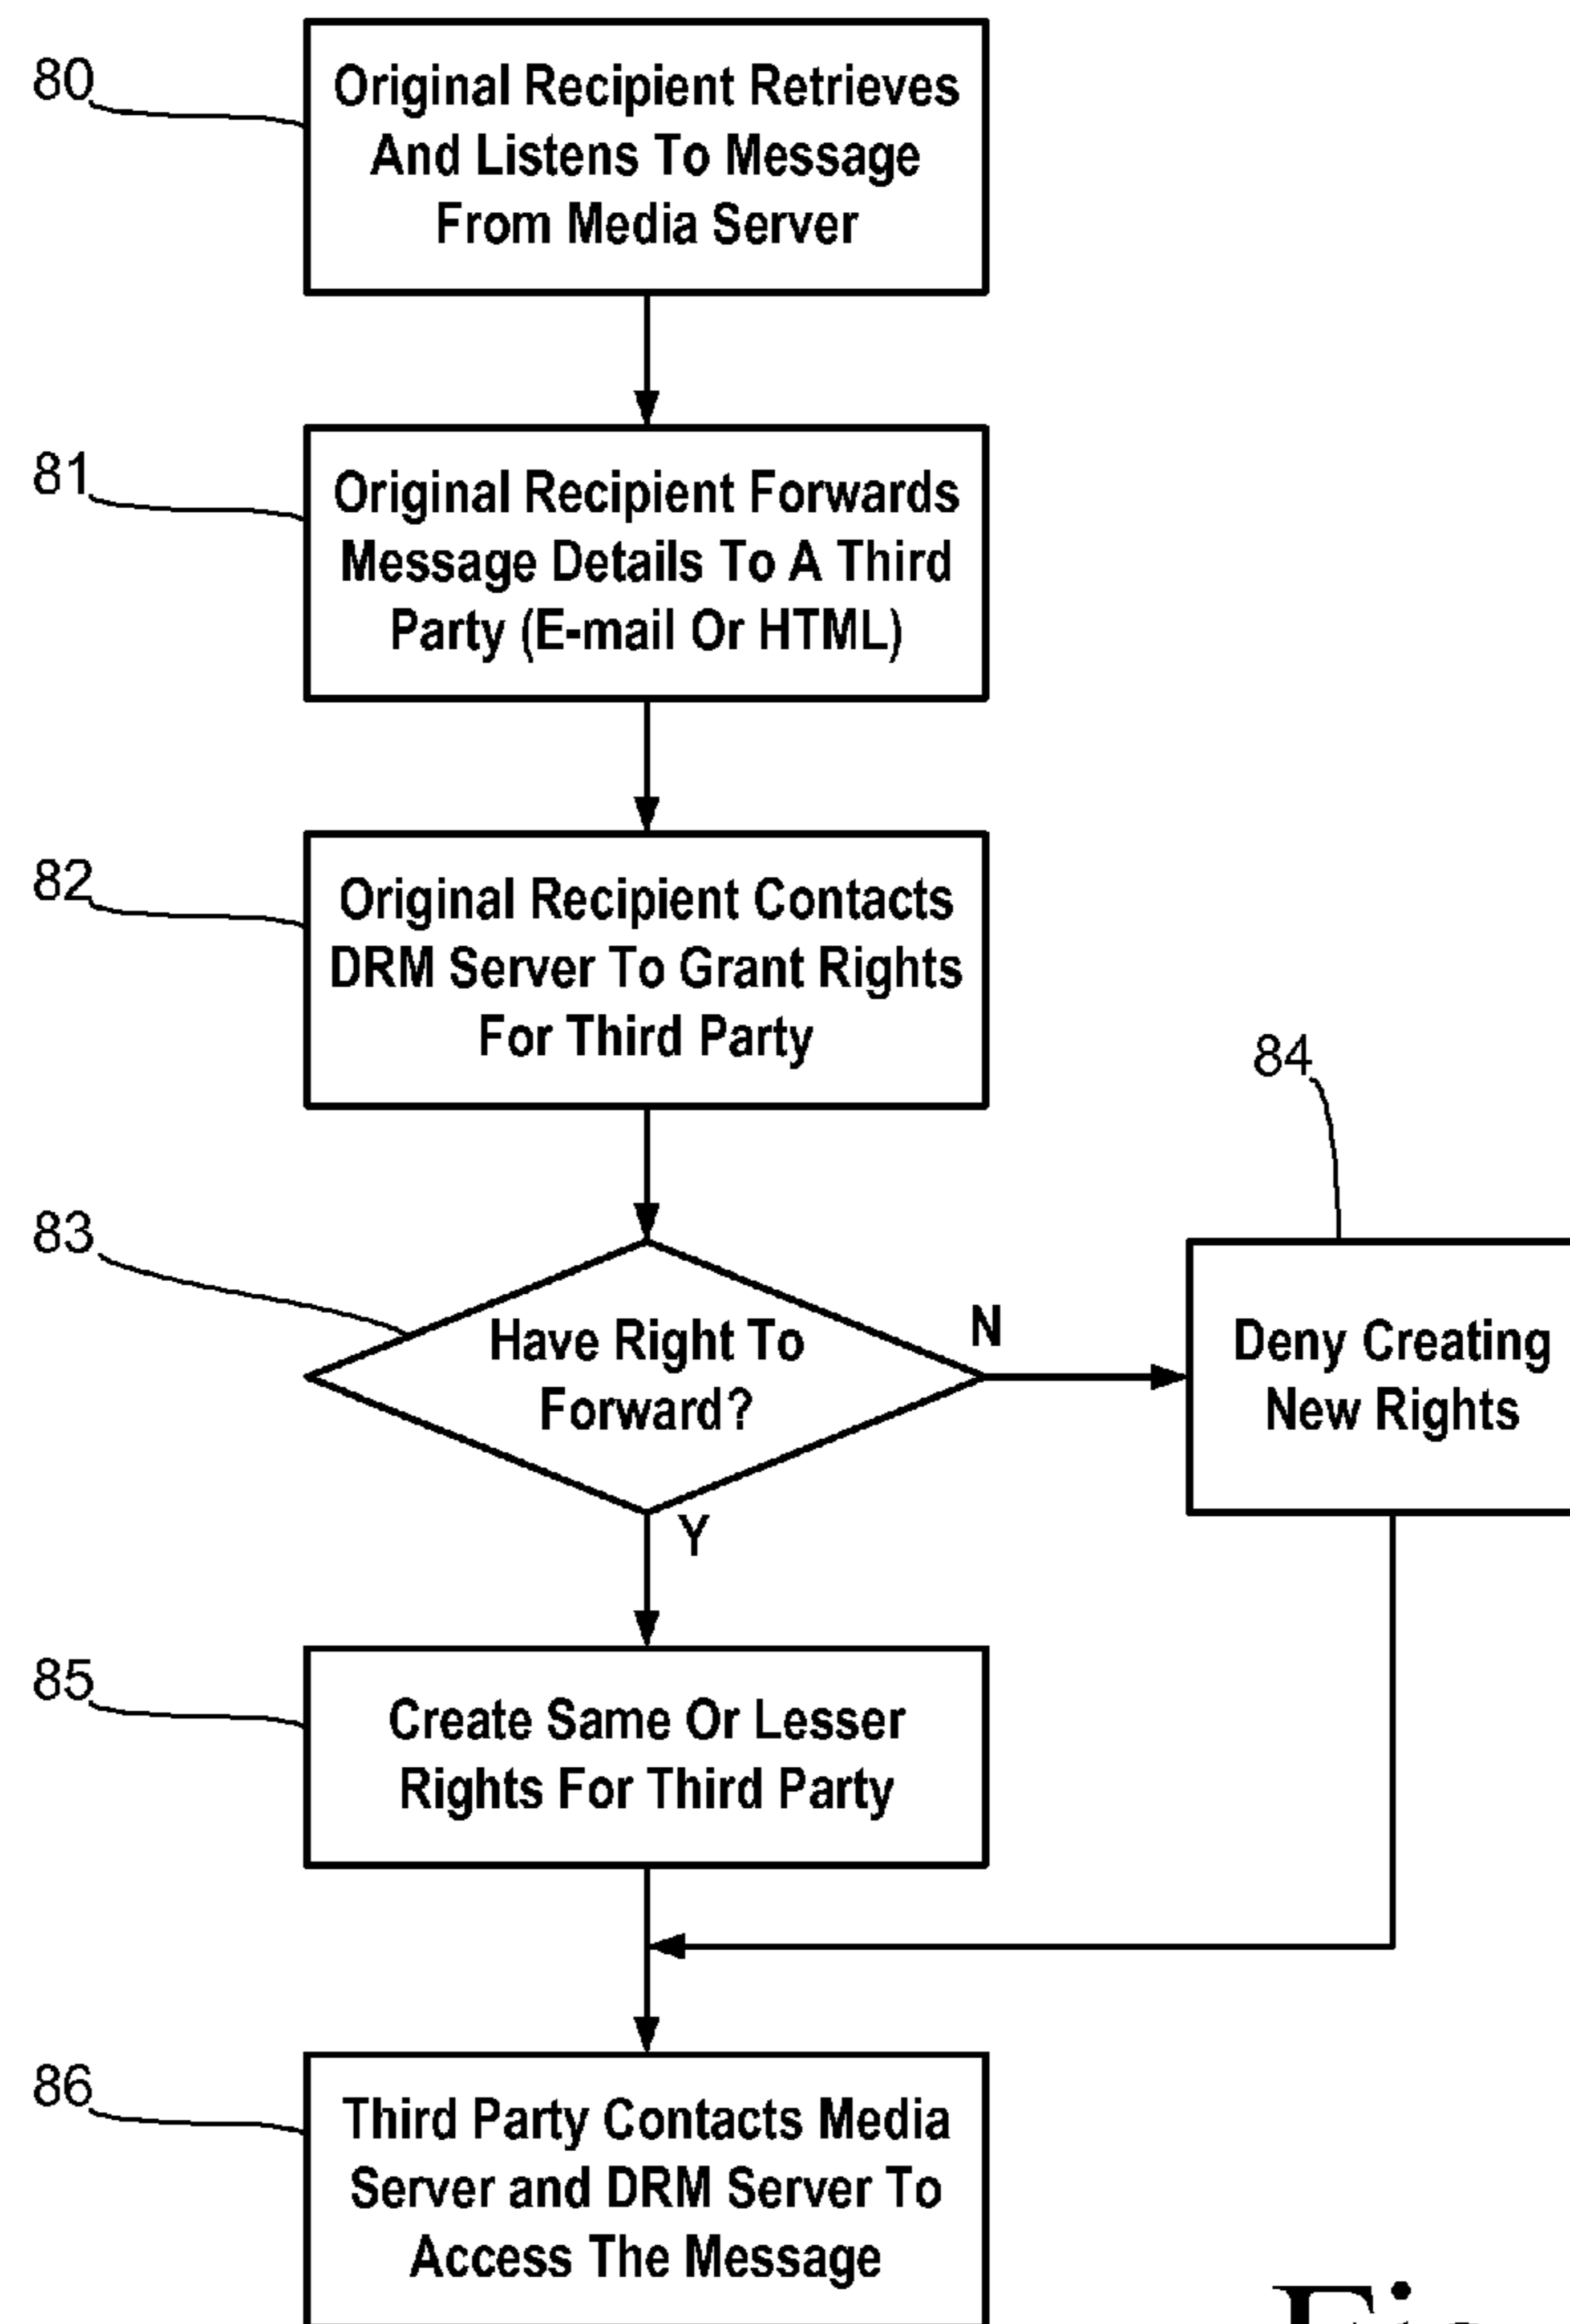 80
Original Recipient Retrieves
And Listens To Message
From Media Server
81
Original Recipient Forwards
Message Details To A Third
Party (E-mail Or HTML)
82
Original Recipient Contacts
DRM Server To Grant Rights
For Third Party
83
Have Right To
Forward?
N
84
Deny Creating
New Rights
Y
85
Create Same Or Lesser
Rights For Third Party
86
Third Party Contacts Media
Server and DRM Server To
Access The Message